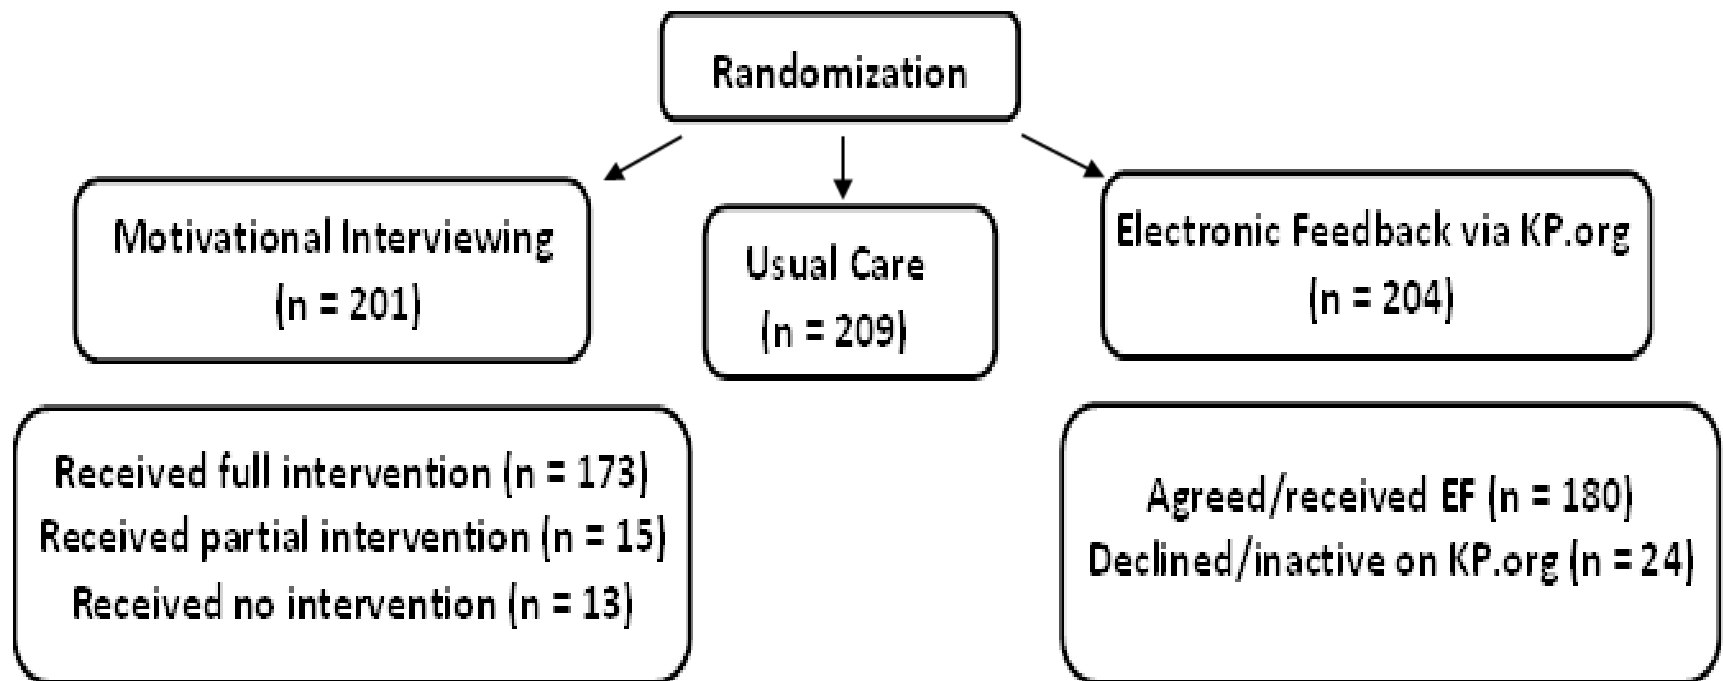 Randomization
Motivational Interviewing
(n = 201)
Usual Care
(n = 209)
Electronic Feedback via KP.org
(n = 204)
Received full intervention (n = 173)
Received partial intervention (n = 15)
Received no intervention (n = 13)
Agreed/received EF (n = 180)
Declined/inactive on KP.org (n = 24)